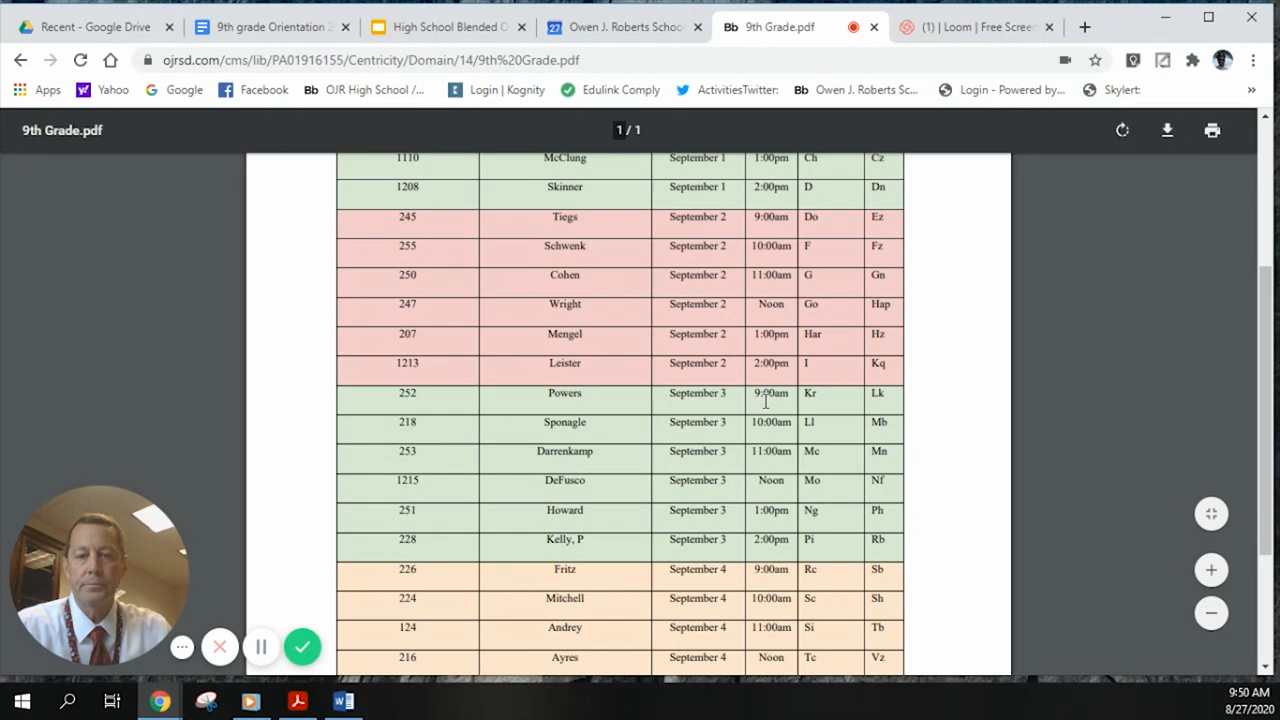 Recent - Google Drive
9th grade Orientation 2
High School Blended O
27 Owen J. Roberts School
Bb 9th Grade.pdf
(1) | Loom | Free Screen
ojrsd.com/cms/lib/PA01916155/Centricity/Domain/14/9th%20Grade.pdf
Apps Yahoo G Google Facebook Bb OJR High School /... K Login | Kognity Edulink Comply ActivitiesTwitter: Bb Owen J. Roberts Sc... Login - Powered by... Skylert: »
9th Grade.pdf 1 / 1
1110 McClung September 1 1:00pm Ch Cz
1208 Skinner September 1 2:00pm D Dn
245 Tiegs September 2 9:00am Do Ez
255 Schwenk September 2 10:00am F Fz
250 Cohen September 2 11:00am G Gn
247 Wright September 2 Noon Go Hap
207 Mengel September 2 1:00pm Har Hz
1213 Leister September 2 2:00pm I Kq
252 Powers September 3 9:00am Kr Lk
218 Sponagle September 3 10:00am Ll Mb
253 Darrenkamp September 3 11:00am Mc Mn
1215 DeFusco September 3 Noon Mo Nf
251 Howard September 3 1:00pm Ng Ph
228 Kelly, P September 3 2:00pm Pi Rb
226 Fritz September 4 9:00am Rc Sb
224 Mitchell September 4 10:00am Sc Sh
124 Andrey September 4 11:00am Si Tb
216 Ayres September 4 Noon Tc Vz
9:50 AM
8/27/2020